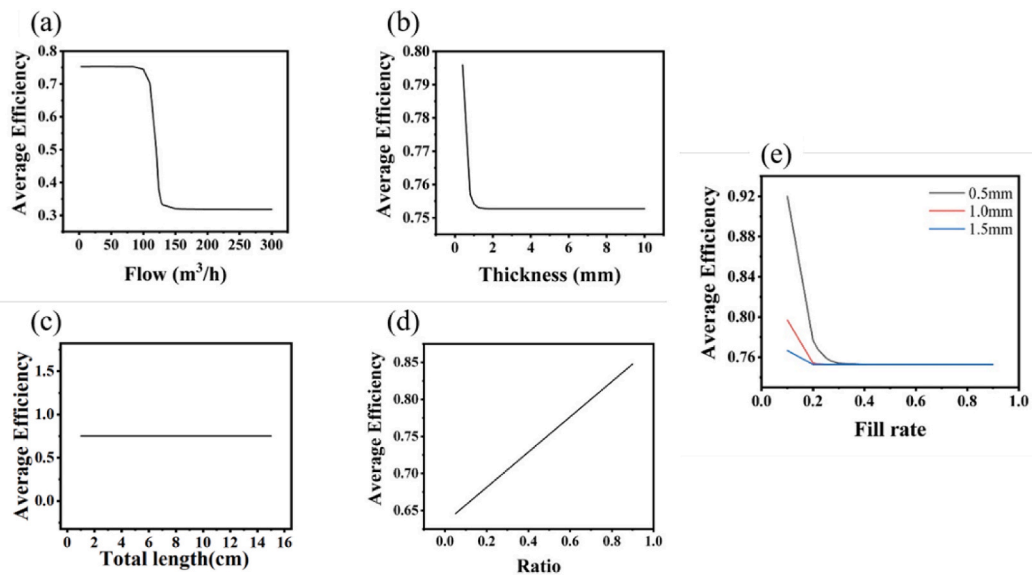 (a)
0.8
0.7
0.6
0.5
0.4
0.3
Average Efficiency
0 50 100 150 200 250 300
Flow (m³/h)
(b)
0.80
0.79
0.78
0.77
0.76
0.75
Average Efficiency
0 2 4 6 8 10
Thickness (mm)
(c)
1.5
1.0
0.5
0.0
Average Efficiency
0 2 4 6 8 10 12 14 16
Total length(cm)
(d)
0.85
0.80
0.75
0.70
0.65
Average Efficiency
0.0 0.2 0.4 0.6 0.8 1.0
Ratio
(e)
0.92
0.88
0.84
0.80
0.76
Average Efficiency
0.5mm
1.0mm
1.5mm
0.0 0.2 0.4 0.6 0.8 1.0
Fill rate